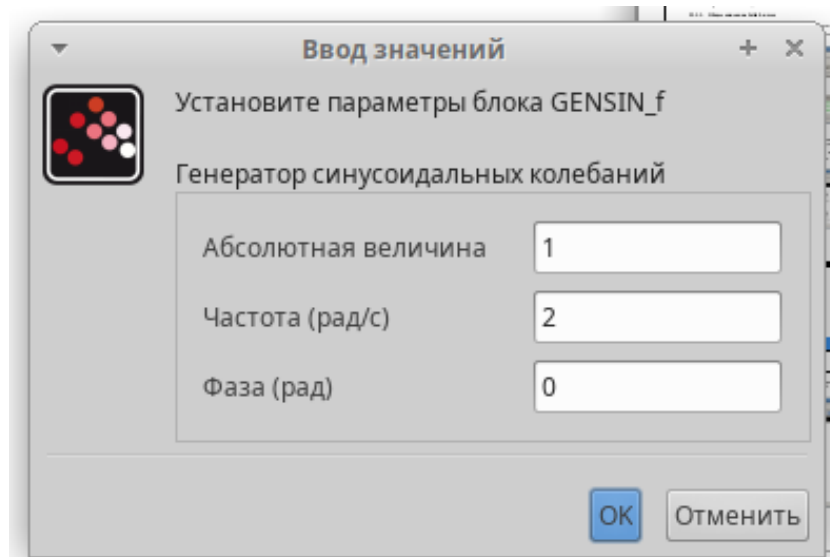 Ввод значений
Установите параметры блока GENSIN_f
Генератор синусоидальных колебаний
Абсолютная величина 1
Частота (рад/с) 2
Фаза (рад) 0
OK Отменить